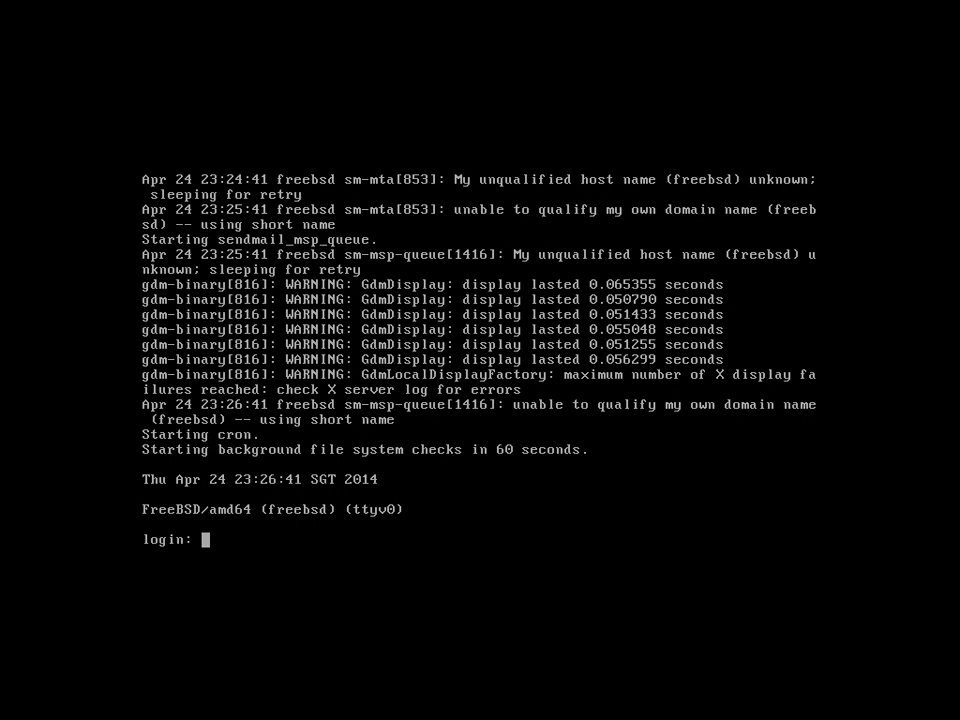 Apr 24 23:24:41 freebsd sm-mta[853]: My unqualified host name (freebsd) unknown;
 sleeping for retry
Apr 24 23:25:41 freebsd sm-mta[853]: unable to qualify my own domain name (freeb
sd) -- using short name
Starting sendmail_msp_queue.
Apr 24 23:25:41 freebsd sm-msp-queue[1416]: My unqualified host name (freebsd) u
nknown; sleeping for retry
gdm-binary[816]: WARNING: GdmDisplay: display lasted 0.065355 seconds
gdm-binary[816]: WARNING: GdmDisplay: display lasted 0.050790 seconds
gdm-binary[816]: WARNING: GdmDisplay: display lasted 0.051433 seconds
gdm-binary[816]: WARNING: GdmDisplay: display lasted 0.055048 seconds
gdm-binary[816]: WARNING: GdmDisplay: display lasted 0.051255 seconds
gdm-binary[816]: WARNING: GdmDisplay: display lasted 0.056299 seconds
gdm-binary[816]: WARNING: GdmLocalDisplayFactory: maximum number of X display fa
ilures reached: check X server log for errors
Apr 24 23:26:41 freebsd sm-msp-queue[1416]: unable to qualify my own domain name
 (freebsd) -- using short name
Starting cron.
Starting background file system checks in 60 seconds.
Thu Apr 24 23:26:41 SGT 2014
FreeBSD/amd64 (freebsd) (ttyv0)
login: